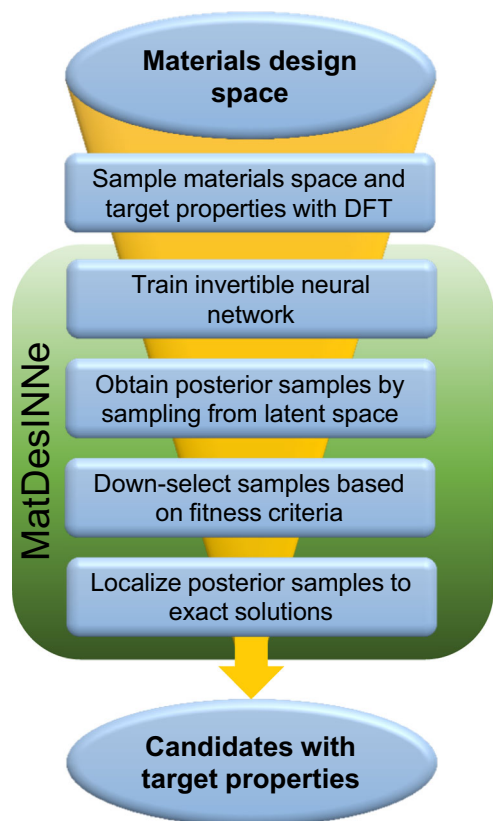 Materials design
space
Sample materials space and
target properties with DFT
MatDesINNe
Train invertible neural
network
Obtain posterior samples by
sampling from latent space
Down-select samples based
on fitness criteria
Localize posterior samples to
exact solutions
Candidates with
target properties